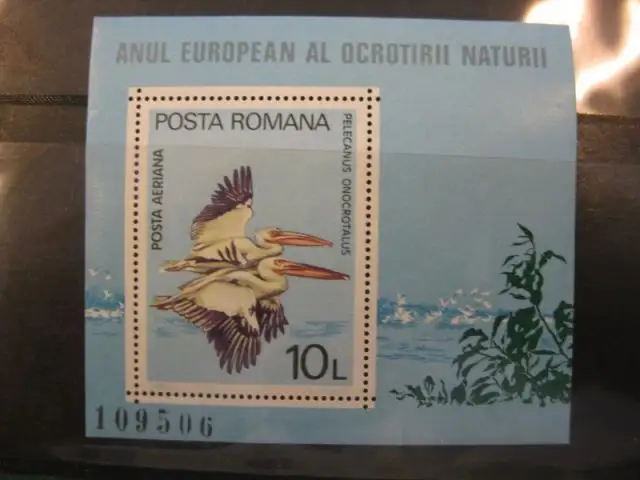 ANUL EUROPEAN AL OCROTIRII NATURII
POSTA ROMANA
POSTA AERIANA
PELECANUS ONOCROTALUS
10L
109506